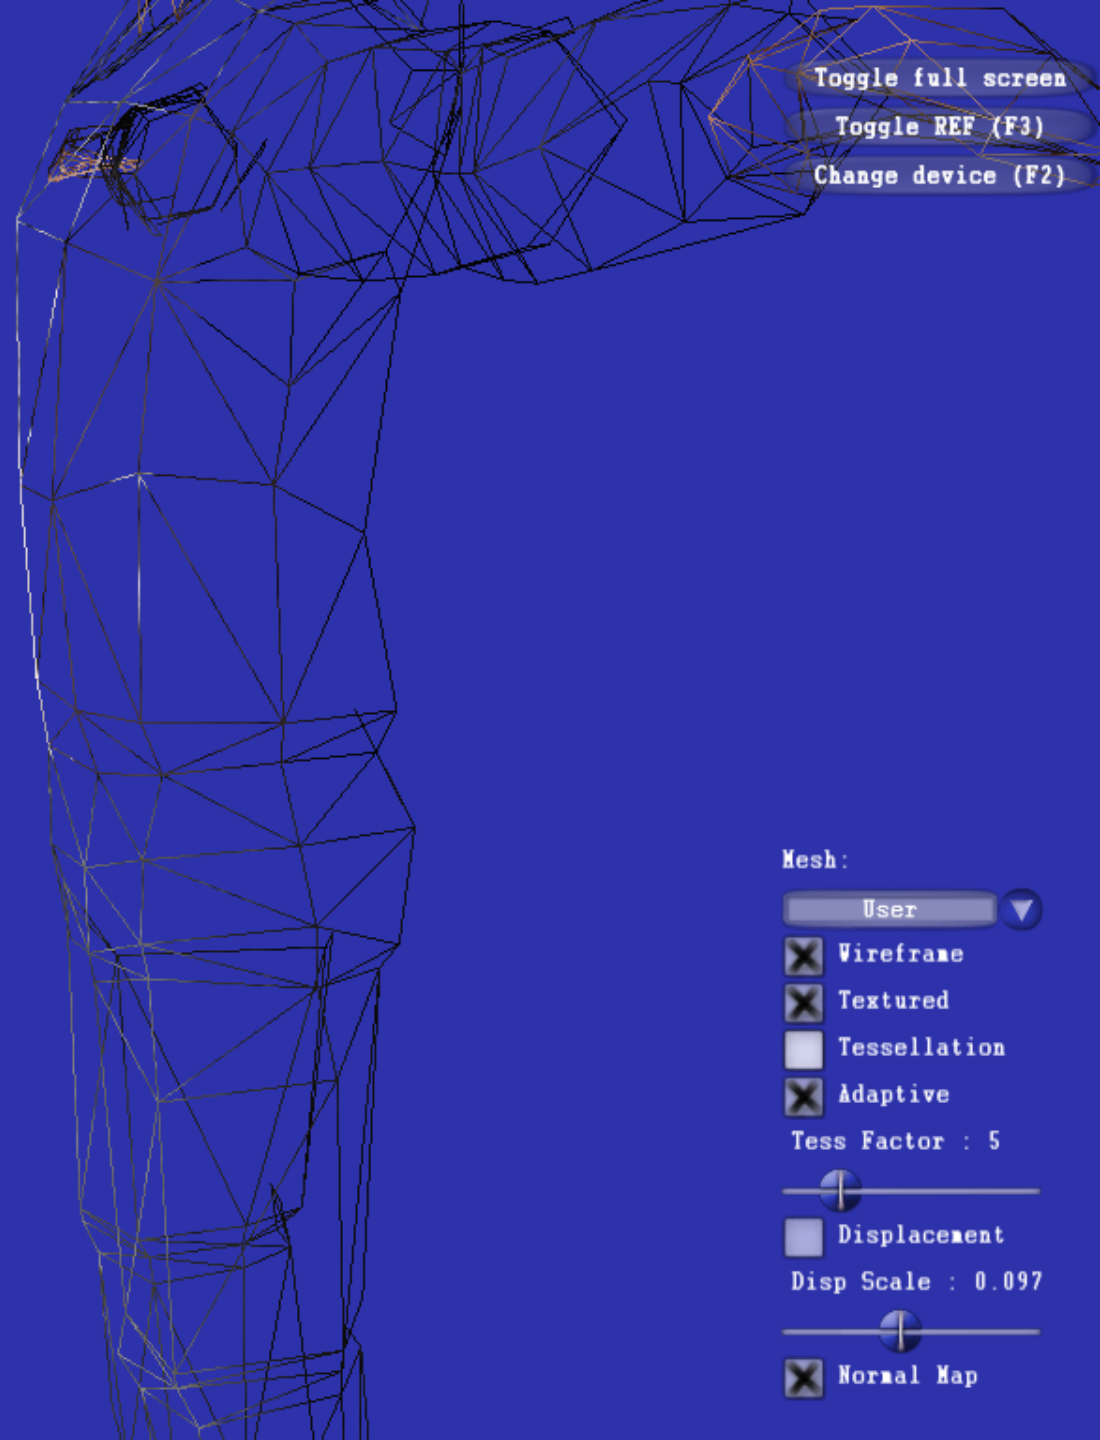 Toggle full screen
Toggle REF (F3)
Change device (F2)
Mesh:
User
Wireframe
Textured
Tessellation
Adaptive
Tess Factor : 5
Displacement
Disp Scale : 0.097
Normal Map